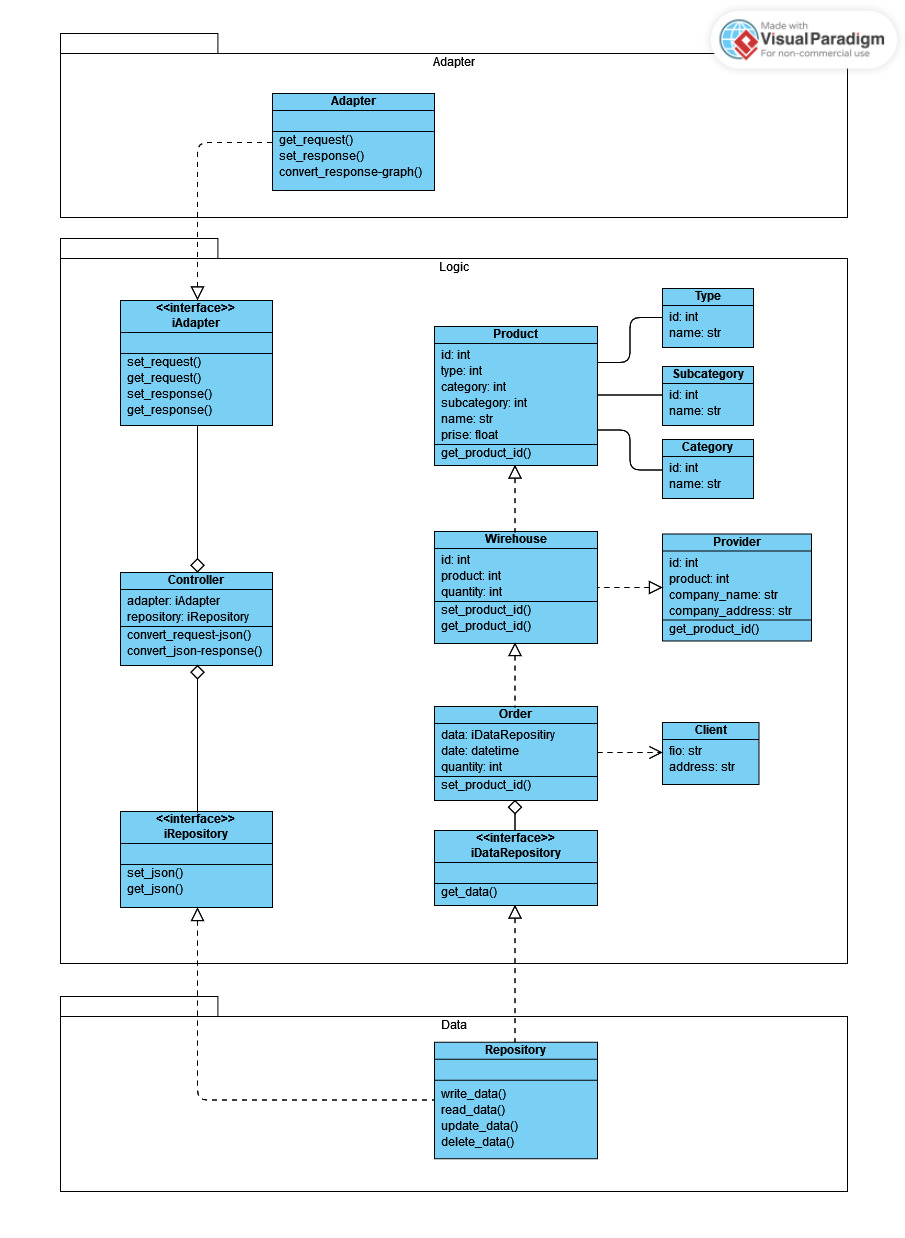 Made with
VisualParadigm
For non-commercial use
Adapter
Adapter
get_request()
set_response()
convert_response-graph()
Logic
<<interface>>
iAdapter
set_request()
get_request()
set_response()
get_response()
Controller
adapter: iAdapter
repository: iRepository
convert_request-json()
convert_json-response()
<<interface>>
iRepository
set_json()
get_json()
Product
id: int
type: int
category: int
subcategory: int
name: str
prise: float
get_product_id()
Type
id: int
name: str
Subcategory
id: int
name: str
Category
id: int
name: str
Wirehouse
id: int
product: int
quantity: int
set_product_id()
get_product_id()
Provider
id: int
product: int
company_name: str
company_address: str
get_product_id()
Order
data: iDataRepositiry
date: datetime
quantity: int
set_product_id()
Client
fio: str
address: str
<<interface>>
iDataRepository
get_data()
Data
Repository
write_data()
read_data()
update_data()
delete_data()